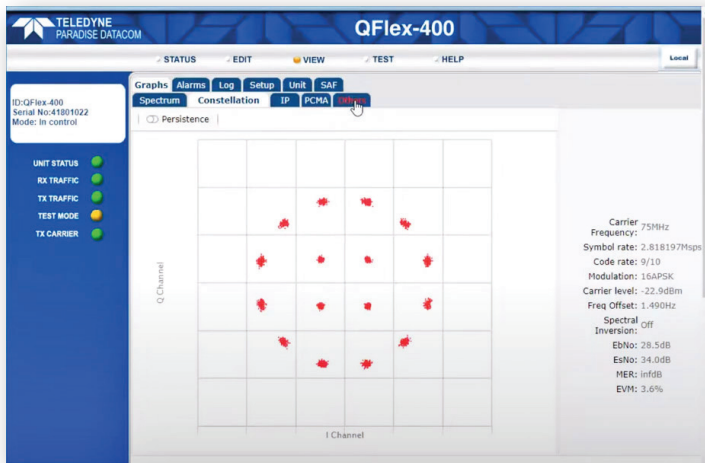 TELEDYNE
PARADISE DATACOM
QFlex-400
STATUS EDIT VIEW TEST HELP
Local
Graphs Alarms Log Setup Unit SAF
Spectrum Constellation IP PCMA Others
Persistence
ID:QFlex-400
Serial No:41801022
Mode: In control
UNIT STATUS
RX TRAFFIC
TX TRAFFIC
TEST MODE
TX CARRIER
Q Channel
I Channel
Carrier
Frequency: 75MHz
Symbol rate: 2.818197Msps
Code rate: 9/10
Modulation: 16APSK
Carrier level: -22.9dBm
Freq Offset: 1.490Hz
Spectral
Inversion: Off
EbNo: 28.5dB
EsNo: 34.0dB
MER: infdB
EVM: 3.6%